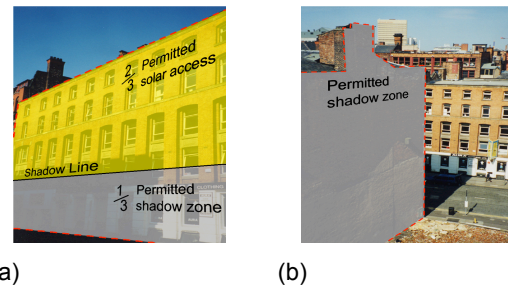 2/3 Permitted
solar access
Shadow Line
1/3 Permitted
shadow zone
Permitted
shadow zone
a)
(b)